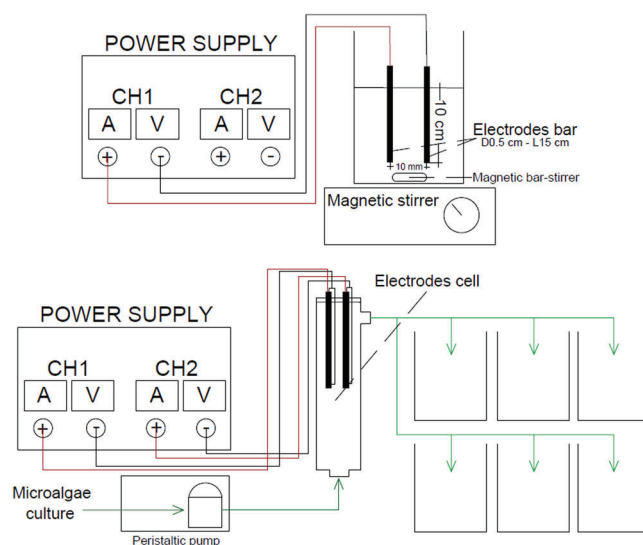 POWER SUPPLY
CH1 CH2
A V A V
+ - + -
10 cm
Electrodes bar
D0.5 cm - L15 cm
10 mm
Magnetic bar-stirrer
Magnetic stirrer
Electrodes cell
POWER SUPPLY
CH1 CH2
A V A V
+ - + -
Microalgae
culture
Peristaltic pump